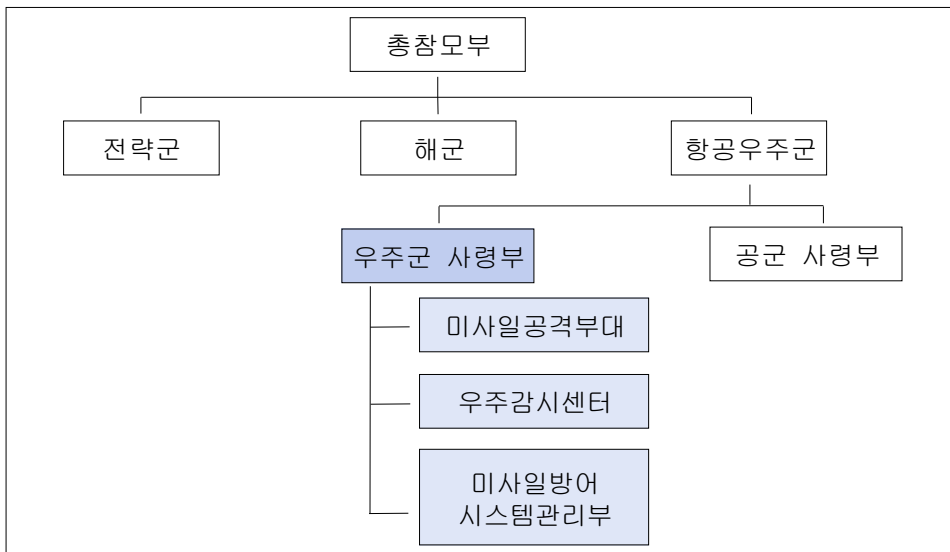 총참모부
전략군
해군
항공우주군
우주군 사령부
공군 사령부
미사일공격부대
우주감시센터
미사일방어
시스템관리부